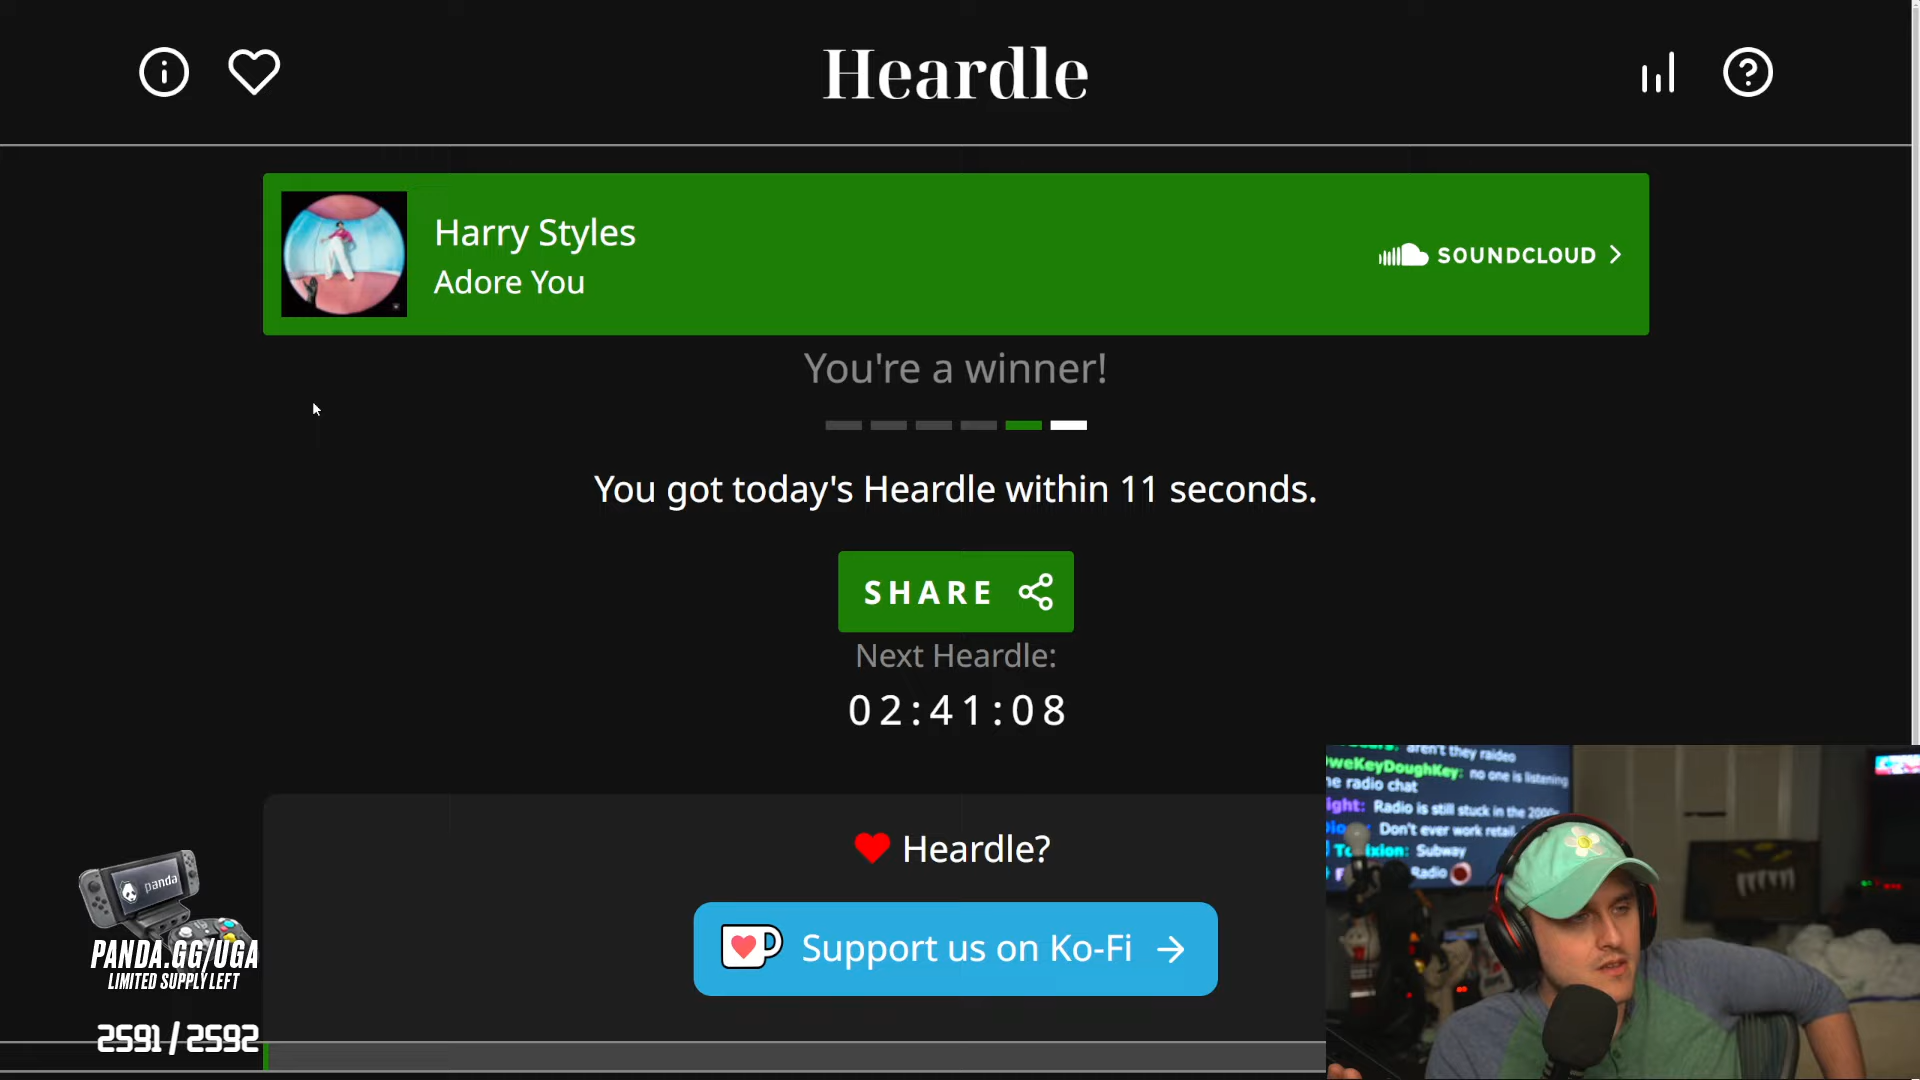 Heardle
Harry Styles
Adore You
SOUNDCLOUD
You're a winner!
You got today's Heardle within 11 seconds.
SHARE
Next Heardle:
02:41:08
Heardle?
Support us on Ko-Fi
panda
PANDA.GG/UGA
LIMITED SUPPLY LEFT
2591/2592
aren't they raided
weKeyDoughKey: no one is listening
he radio chat
ight: Radio is still stuck in the 2000s
Don't ever work retail
Subway
Radio